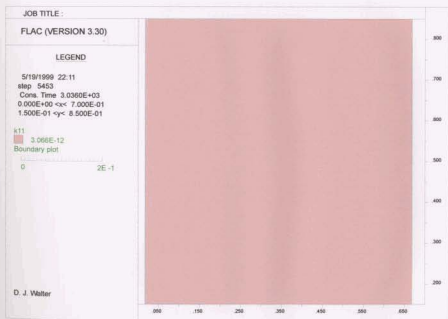 JOB TITLE :
FLAC (VERSION 3.30)
LEGEND
5/19/1999 22:11
step 5453
Cons. Time 3.0360E+03
0.000E+00 <x< 7.000E-01
1.500E-01 <y< 8.500E-01
k11
3.066E-12
Boundary plot
0 2E -1
D. J. Walter
.800
.700
.600
.500
.400
.300
.200
.050 .150 .250 .350 .450 .550 .650